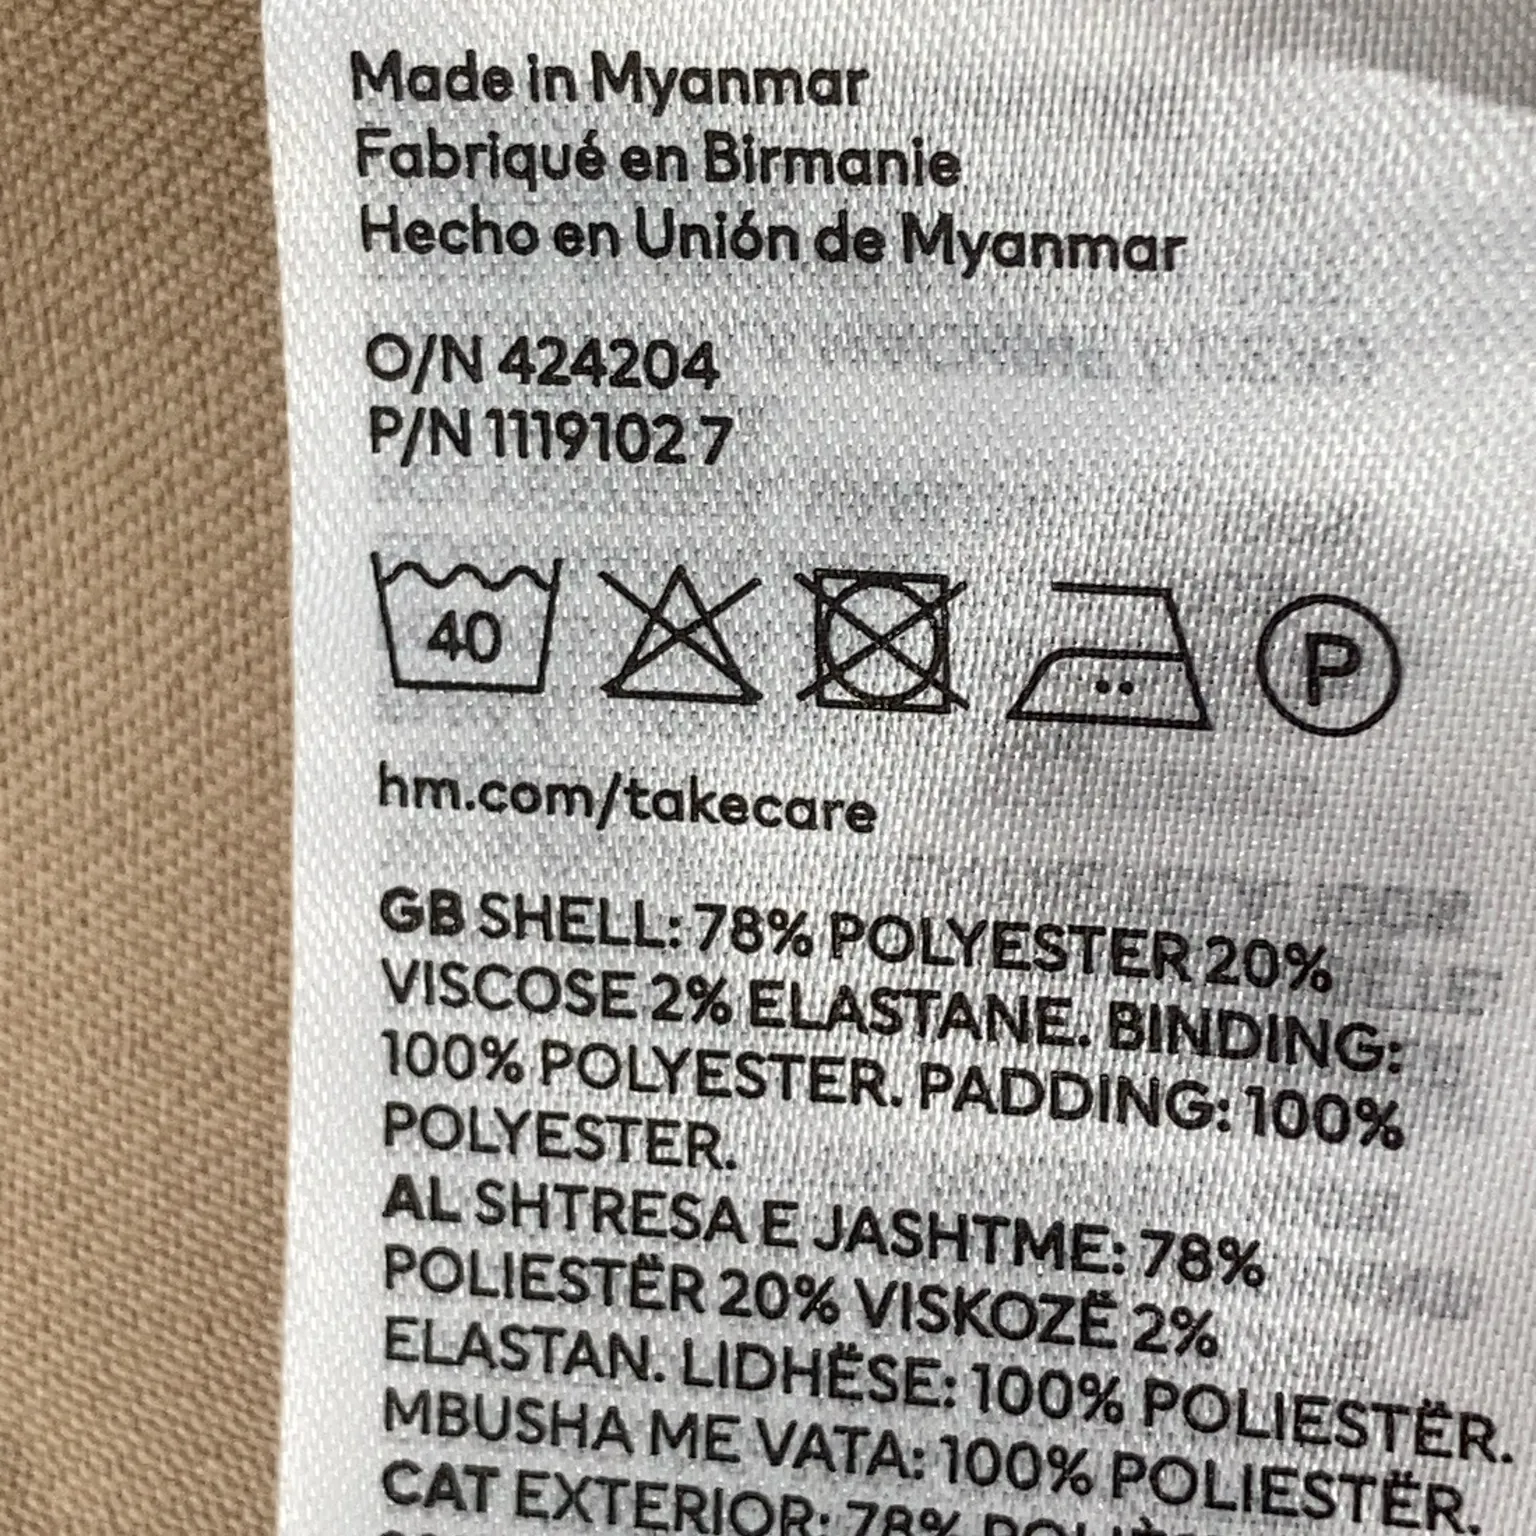 Made in Myanmar
Fabriqué en Birmanie
Hecho en Unión de Myanmar
O/N 424204
P/N 1119102 7
40
P
hm.com/takecare
GB SHELL: 78% POLYESTER 20%
VISCOSE 2% ELASTANE. BINDING:
100% POLYESTER. PADDING: 100%
POLYESTER.
AL SHTRESA E JASHTME: 78%
POLIESTËR 20% VISKOZË 2%
ELASTAN. LIDHËSE: 100% POLIESTËR.
MBUSHA ME VATA: 100% POLIESTËR.
CAT EXTERIOR: 78%